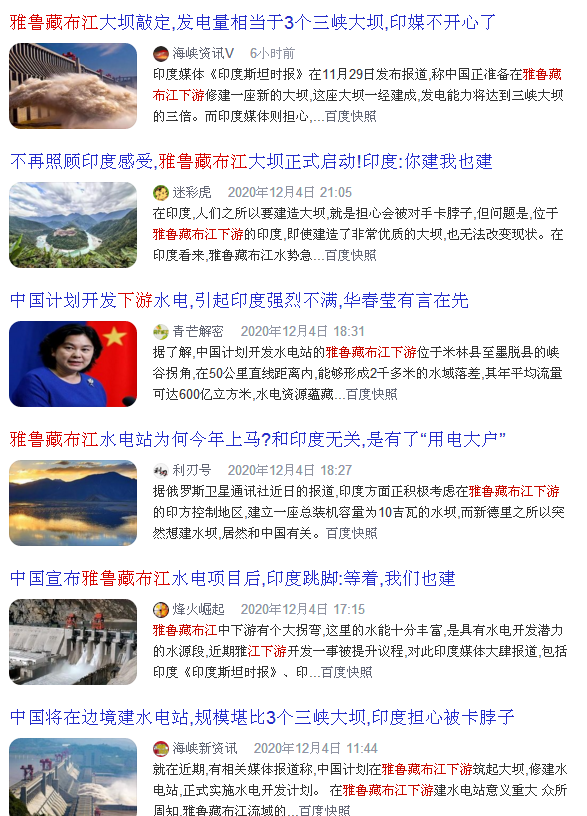 雅鲁藏布江大坝敲定,发电量相当于3个三峡大坝,印媒不开心了
海峡资讯V 6小时前
印度媒体《印度斯坦时报》在11月29日发布报道,称中国正准备在雅鲁藏
布江下游修建一座新的大坝,这座大坝一经建成,发电能力将达到三峡大坝
的三倍。而印度媒体则担心,...百度快照
不再照顾印度感受,雅鲁藏布江大坝正式启动!印度:你建我也建
迷彩虎 2020年12月4日 21:05
在印度,人们之所以要建造大坝,就是担心会被对手卡脖子,但问题是,位于
雅鲁藏布江下游的印度,即使建造了非常优质的大坝,也无法改变现状。在
印度看来,雅鲁藏布江水势急...百度快照
中国计划开发下游水电,引起印度强烈不满,华春莹有言在先
青芒解密 2020年12月4日 18:31
据了解,中国计划开发水电站的雅鲁藏布江下游位于米林县至墨脱县的峡
谷拐角,在50公里直线距离内,能够形成2千多米的水域落差,其年平均流量
可达600亿立方米,水电资源蕴藏...百度快照
雅鲁藏布江水电站为何今年上马?和印度无关,是有了“用电大户”
利刃号 2020年12月4日 18:27
据俄罗斯卫星通讯社近日的报道,印度方面正积极考虑在雅鲁藏布江下游
的印方控制地区,建立一座总装机容量为10吉瓦的水坝,而新德里之所以突
然想建水坝,居然和中国有关。百度快照
中国宣布雅鲁藏布江水电项目后,印度跳脚:等着,我们也建
烽火崛起 2020年12月4日 17:15
雅鲁藏布江中下游有个大拐弯,这里的水能十分丰富,是具有水电开发潜力
的水源段,近期雅江下游开发一事被提升议程,对此印度媒体大肆报道,包括
印度《印度斯坦时报》、印...百度快照
中国将在边境建水电站,规模堪比3个三峡大坝,印度担心被卡脖子
海峡新资讯 2020年12月4日 11:44
就在近期,有相关媒体报道称,中国计划在雅鲁藏布江下游筑起大坝,修建水
电站,正式实施水电开发计划。 在雅鲁藏布江下游建水电站意义重大 众所
周知,雅鲁藏布江流域的...百度快照